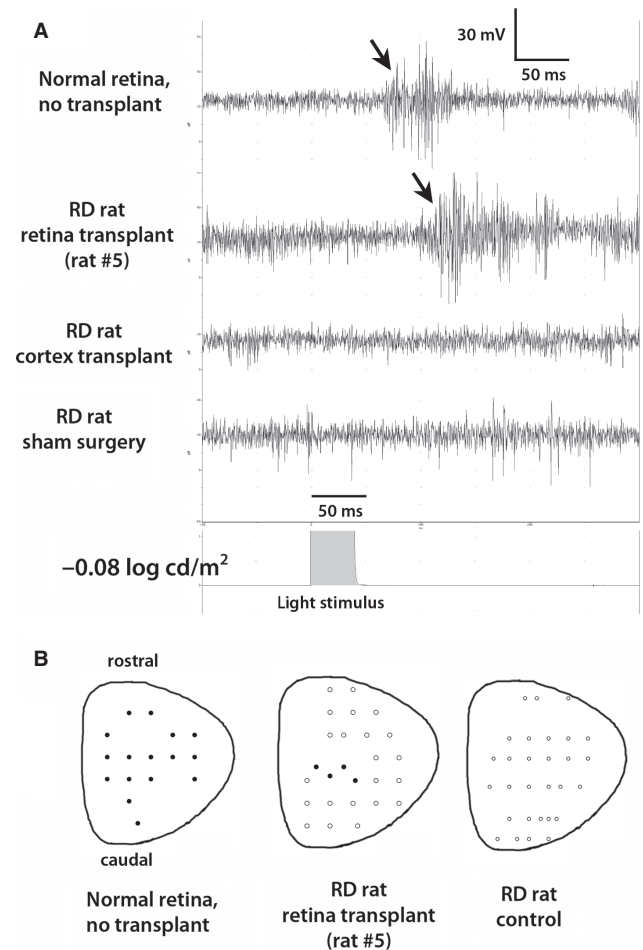 A
30 mV
50 ms
Normal retina,
no transplant
RD rat
retina transplant
(rat #5)
RD rat
cortex transplant
RD rat
sham surgery
50 ms
−0.08 log cd/m²
Light stimulus
B
rostral
caudal
Normal retina,
no transplant
RD rat
retina transplant
(rat #5)
RD rat
control